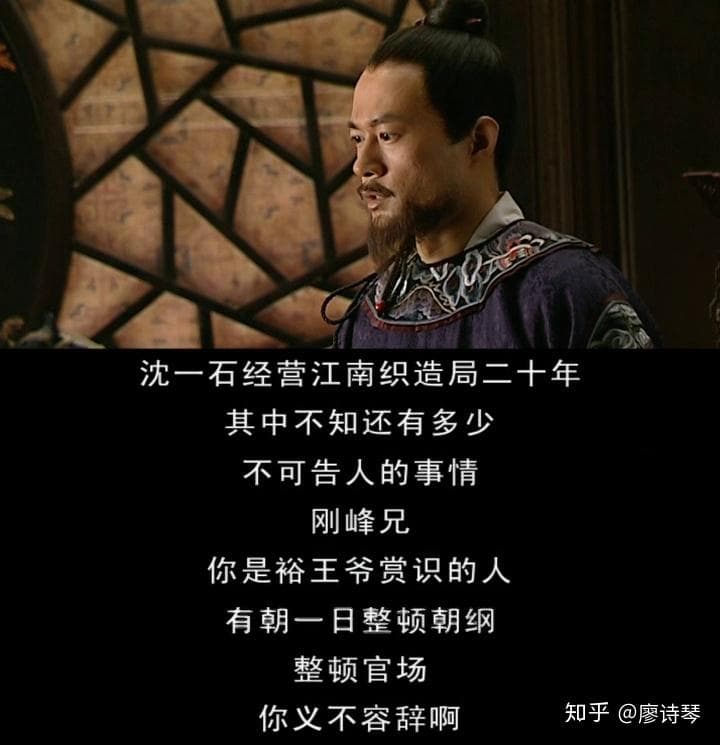 沈一石经营江南织造局二十年
其中不知还有多少
不可告人的事情
刚峰兄
你是裕王爷赏识的人
有朝一日整顿朝纲
整顿官场
你义不容辞啊
知乎 @廖诗琴